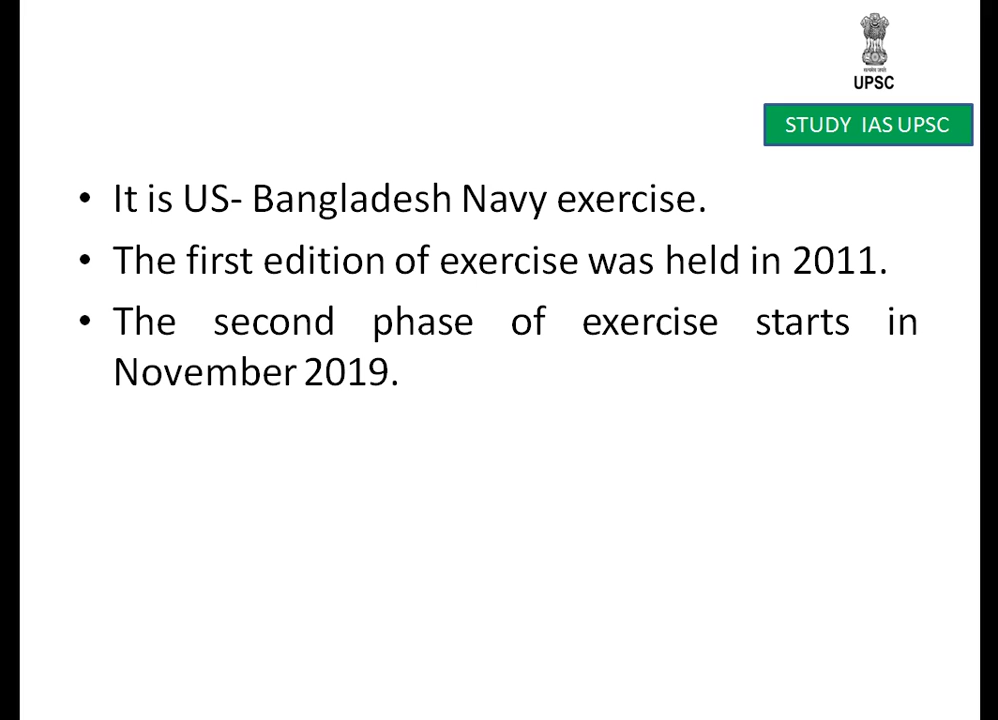 UPSC
STUDY IAS UPSC
• It is US- Bangladesh Navy exercise.
• The first edition of exercise was held in 2011.
• The second phase of exercise starts in
November 2019.